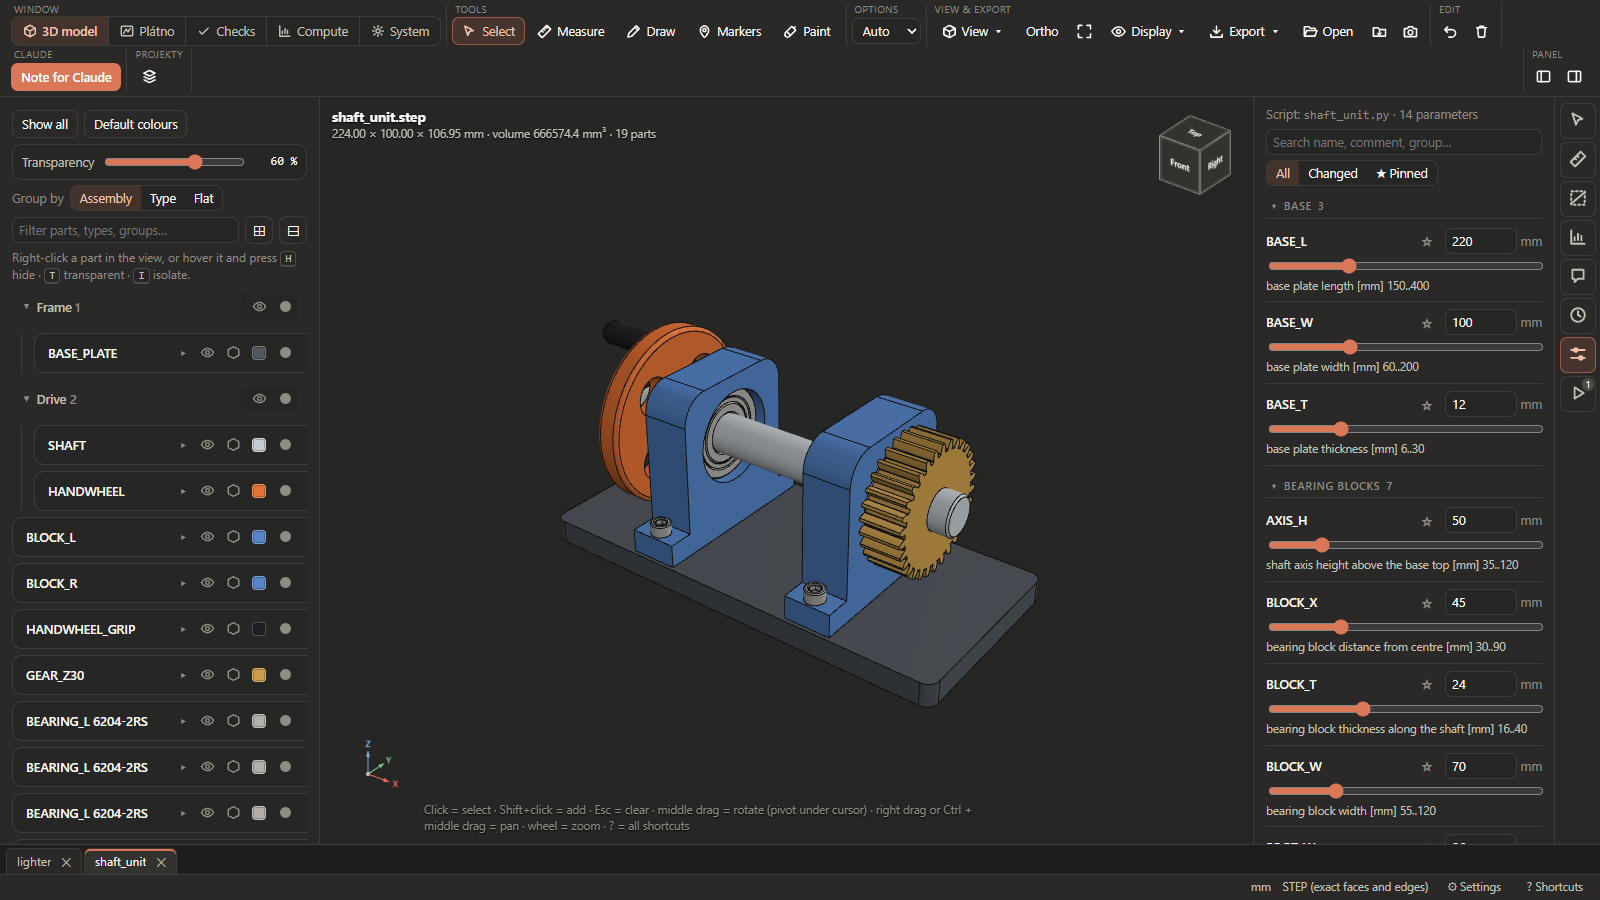 WINDOW
3D model
Plátno
Checks
Compute
System
TOOLS
Select
Measure
Draw
Markers
Paint
OPTIONS
Auto
VIEW & EXPORT
View
Ortho
Display
Export
Open
EDIT
CLAUDE
Note for Claude
PROJEKTY
PANEL
Show all
Default colours
Transparency
60 %
Group by
Assembly
Type
Flat
Filter parts, types, groups...
Right-click a part in the view, or hover it and press H
hide · T transparent · I isolate.
Frame 1
BASE_PLATE
Drive 2
SHAFT
HANDWHEEL
BLOCK_L
BLOCK_R
HANDWHEEL_GRIP
GEAR_Z30
BEARING_L 6204-2RS
BEARING_L 6204-2RS
BEARING_L 6204-2RS
shaft_unit.step
224.00 × 100.00 × 106.95 mm · volume 666574.4 mm³ · 19 parts
Top
Front
Right
Z
Y
X
Click = select · Shift+click = add · Esc = clear · middle drag = rotate (pivot under cursor) · right drag or Ctrl +
middle drag = pan · wheel = zoom · ? = all shortcuts
Script: shaft_unit.py · 14 parameters
Search name, comment, group...
All
Changed
★ Pinned
BASE 3
BASE_L
220
mm
base plate length [mm] 150..400
BASE_W
100
mm
base plate width [mm] 60..200
BASE_T
12
mm
base plate thickness [mm] 6..30
BEARING BLOCKS 7
AXIS_H
50
mm
shaft axis height above the base top [mm] 35..120
BLOCK_X
45
mm
bearing block distance from centre [mm] 30..90
BLOCK_T
24
mm
bearing block thickness along the shaft [mm] 16..40
BLOCK_W
70
mm
bearing block width [mm] 55..120
1
lighter
shaft_unit
mm
STEP (exact faces and edges)
Settings
? Shortcuts